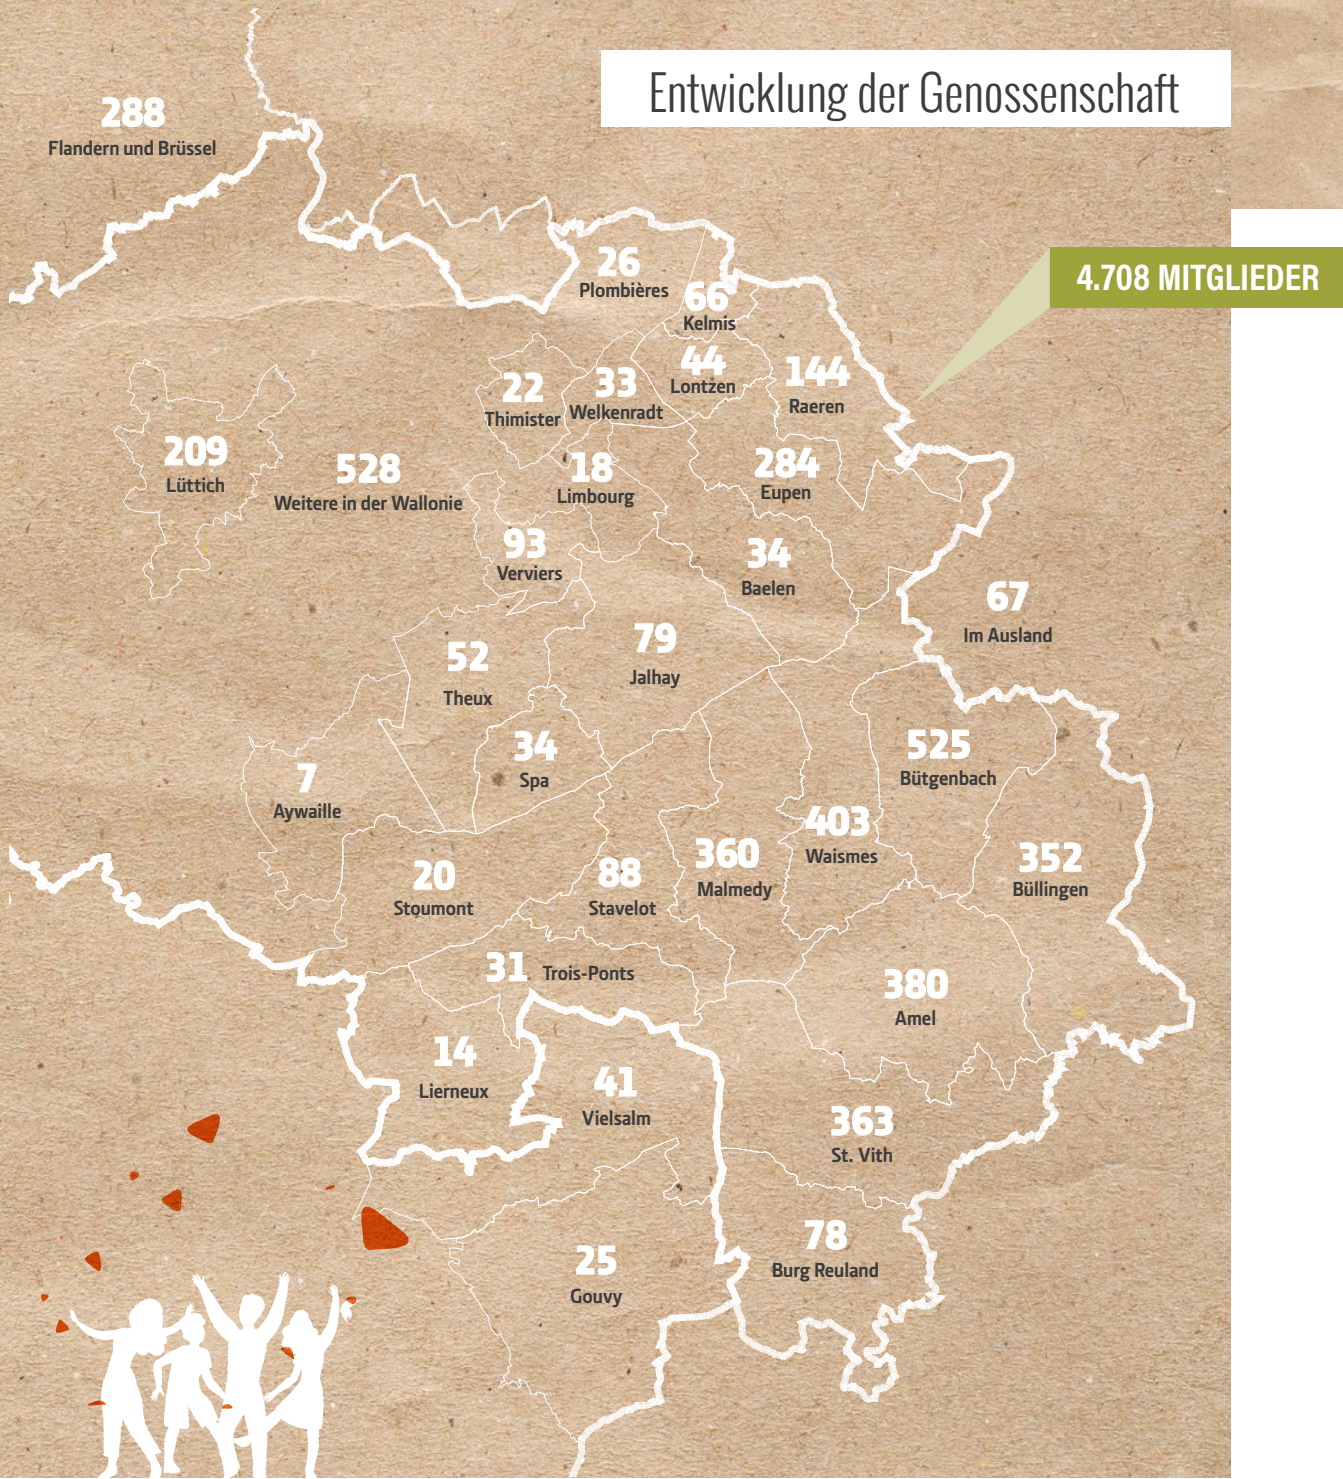 Entwicklung der Genossenschaft
288
Flandern und Brüssel
4.708 MITGLIEDER
26
Plombières
66
Kelmis
44
Lontzen
144
Raeren
22
Thimister
33
Welkenradt
209
Lüttich
528
Weitere in der Wallonie
18
Limbourg
284
Eupen
93
Verviers
34
Baelen
67
Im Ausland
52
Theux
79
Jalhay
34
Spa
525
Bütgenbach
7
Aywaille
403
Waismes
20
Stoumont
88
Stavelot
360
Malmedy
352
Büllingen
31 Trois-Ponts
380
Amel
14
Lierneux
41
Vielsalm
363
St. Vith
25
Gouvy
78
Burg Reuland